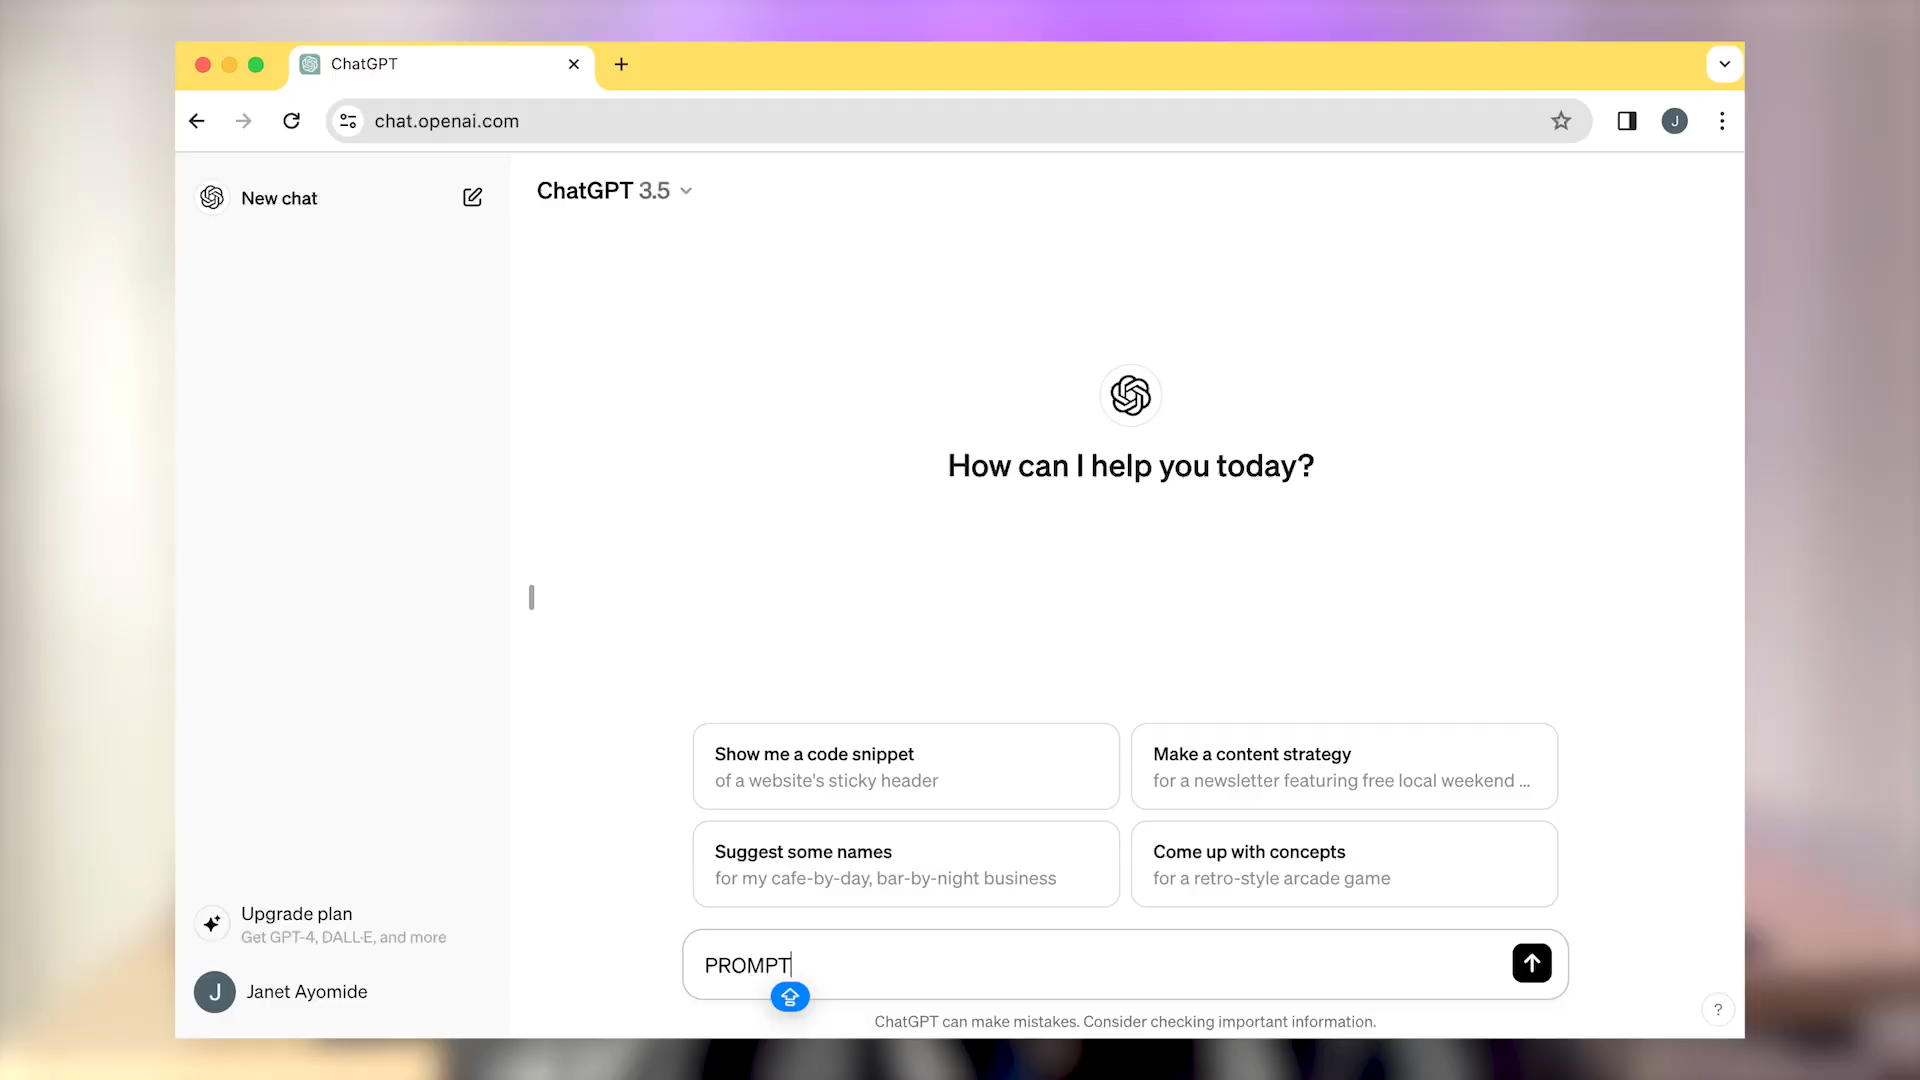 ChatGPT
chat.openai.com
J
New chat
ChatGPT 3.5
How can I help you today?
Show me a code snippet
of a website's sticky header
Make a content strategy
for a newsletter featuring free local weekend ...
Suggest some names
for my cafe-by-day, bar-by-night business
Come up with concepts
for a retro-style arcade game
Upgrade plan
Get GPT-4, DALL·E, and more
J
Janet Ayomide
PROMPT
ChatGPT can make mistakes. Consider checking important information.
?